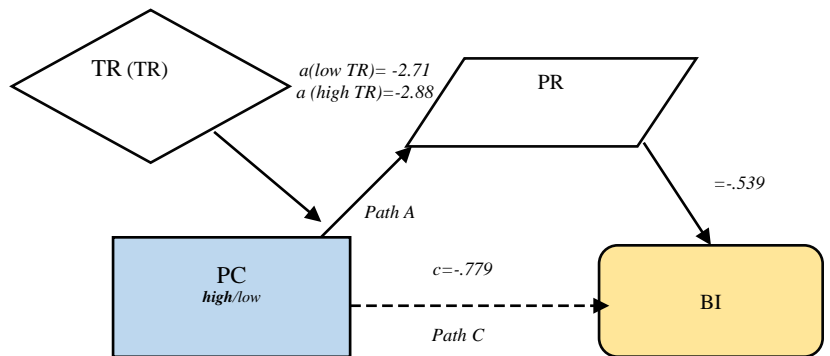 TR (TR)
a(low TR)= -2.71
a (high TR)=-2.88
PR
Path A
=-.539
PC
high/low
c=-.779
Path C
BI